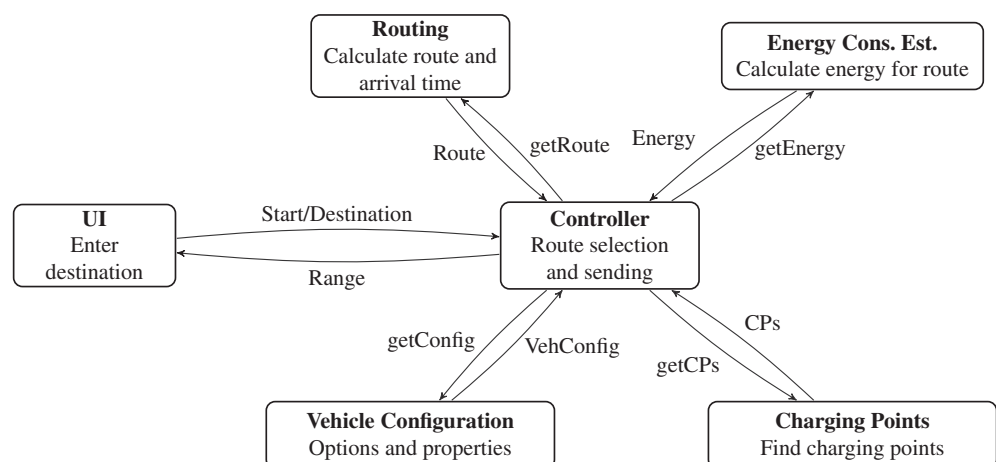 Routing
Calculate route and
arrival time
Energy Cons. Est.
Calculate energy for route
Route
getRoute
Energy
getEnergy
UI
Enter
destination
Start/Destination
Range
Controller
Route selection
and sending
getConfig
VehConfig
CPs
getCPs
Vehicle Configuration
Options and properties
Charging Points
Find charging points